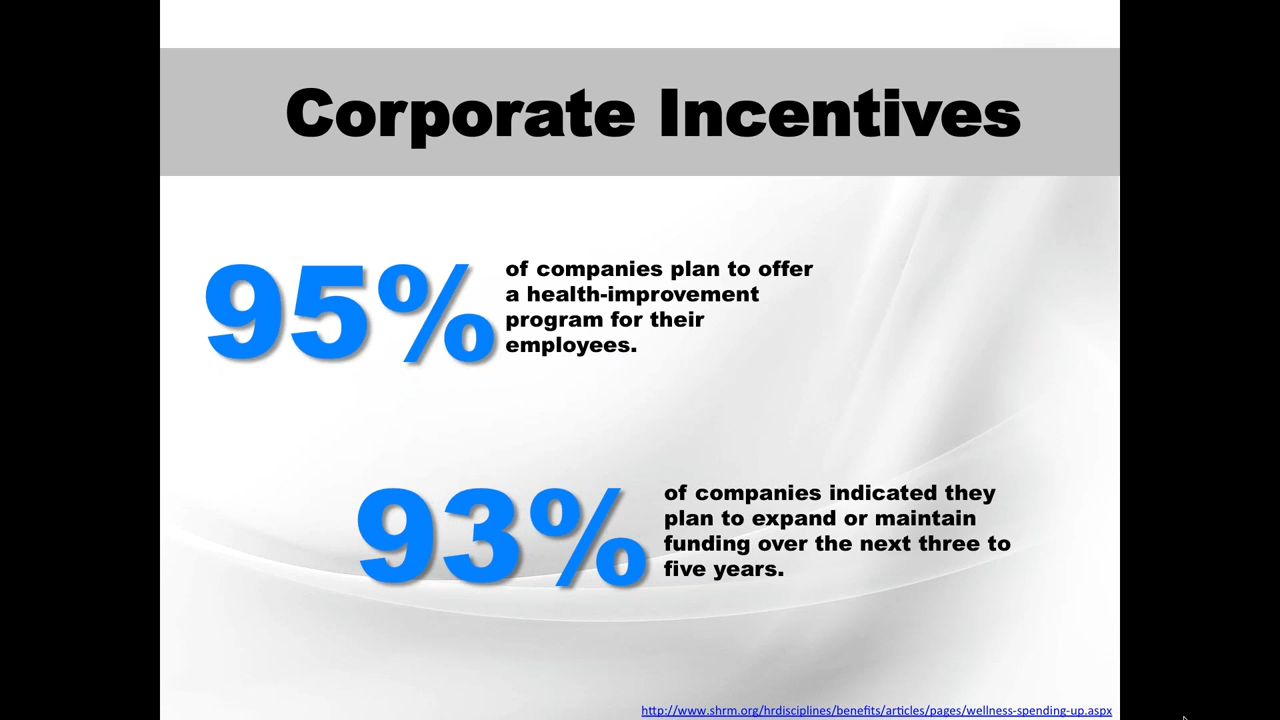 Corporate Incentives
95%
of companies plan to offer
a health-improvement
program for their
employees.
93%
of companies indicated they
plan to expand or maintain
funding over the next three to
five years.
http://www.shrm.org/hrdisciplines/benefits/articles/pages/wellness-spending-up.aspx